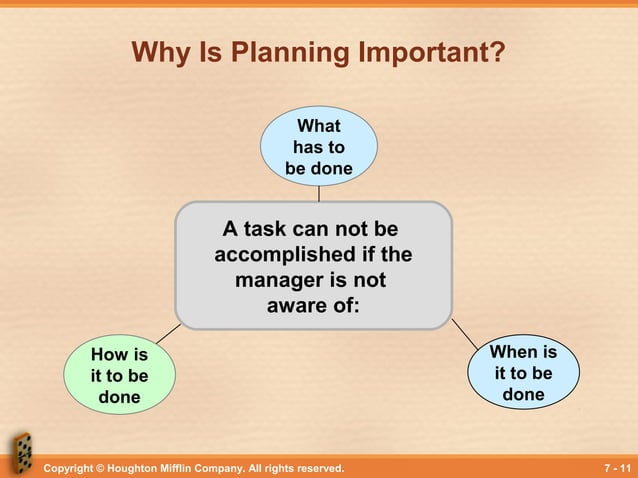 Why Is Planning Important?
What
has to
be done
A task can not be
accomplished if the
manager is not
aware of:
How is
it to be
done
When is
it to be
done
Copyright © Houghton Mifflin Company. All rights reserved.
7 - 11